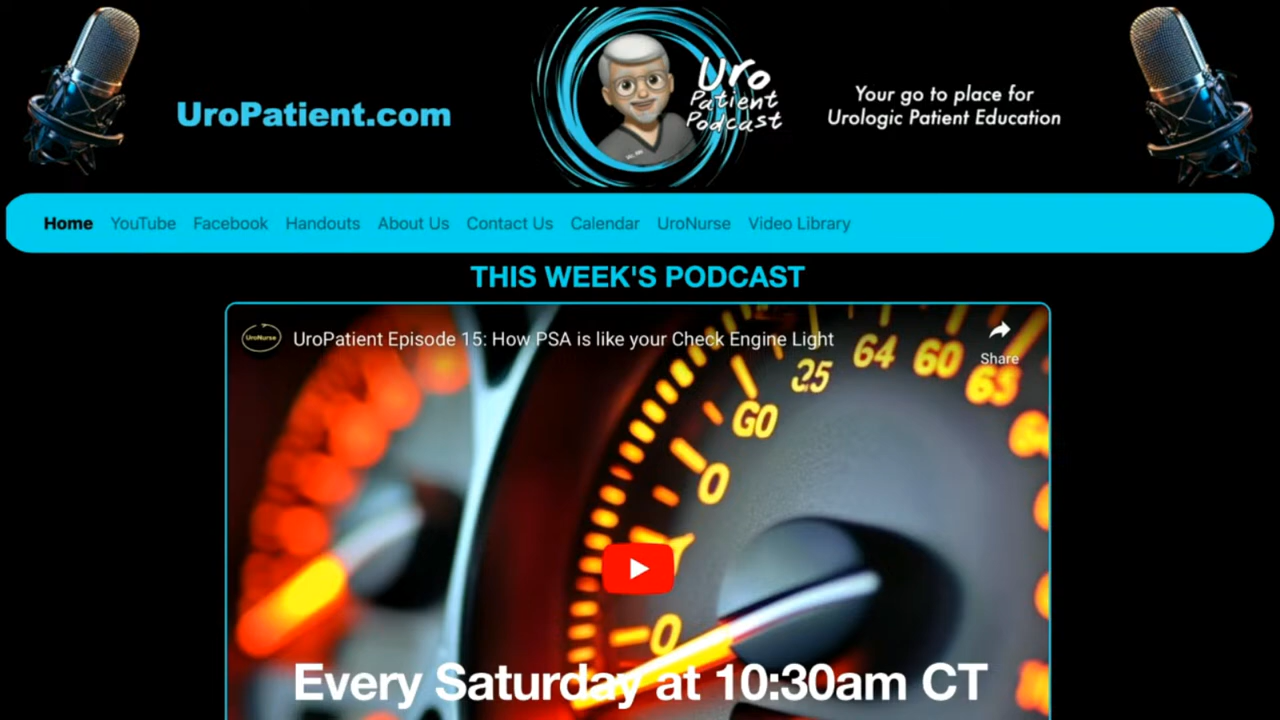 UroPatient.com
Uro
Patient
Podcast
Your go to place for
Urologic Patient Education
Home YouTube Facebook Handouts About Us Contact Us Calendar UroNurse Video Library
THIS WEEK'S PODCAST
UroNurse
UroPatient Episode 15: How PSA is like your Check Engine Light
Share
25
64
60
63
GO
0
0
Every Saturday at 10:30am CT